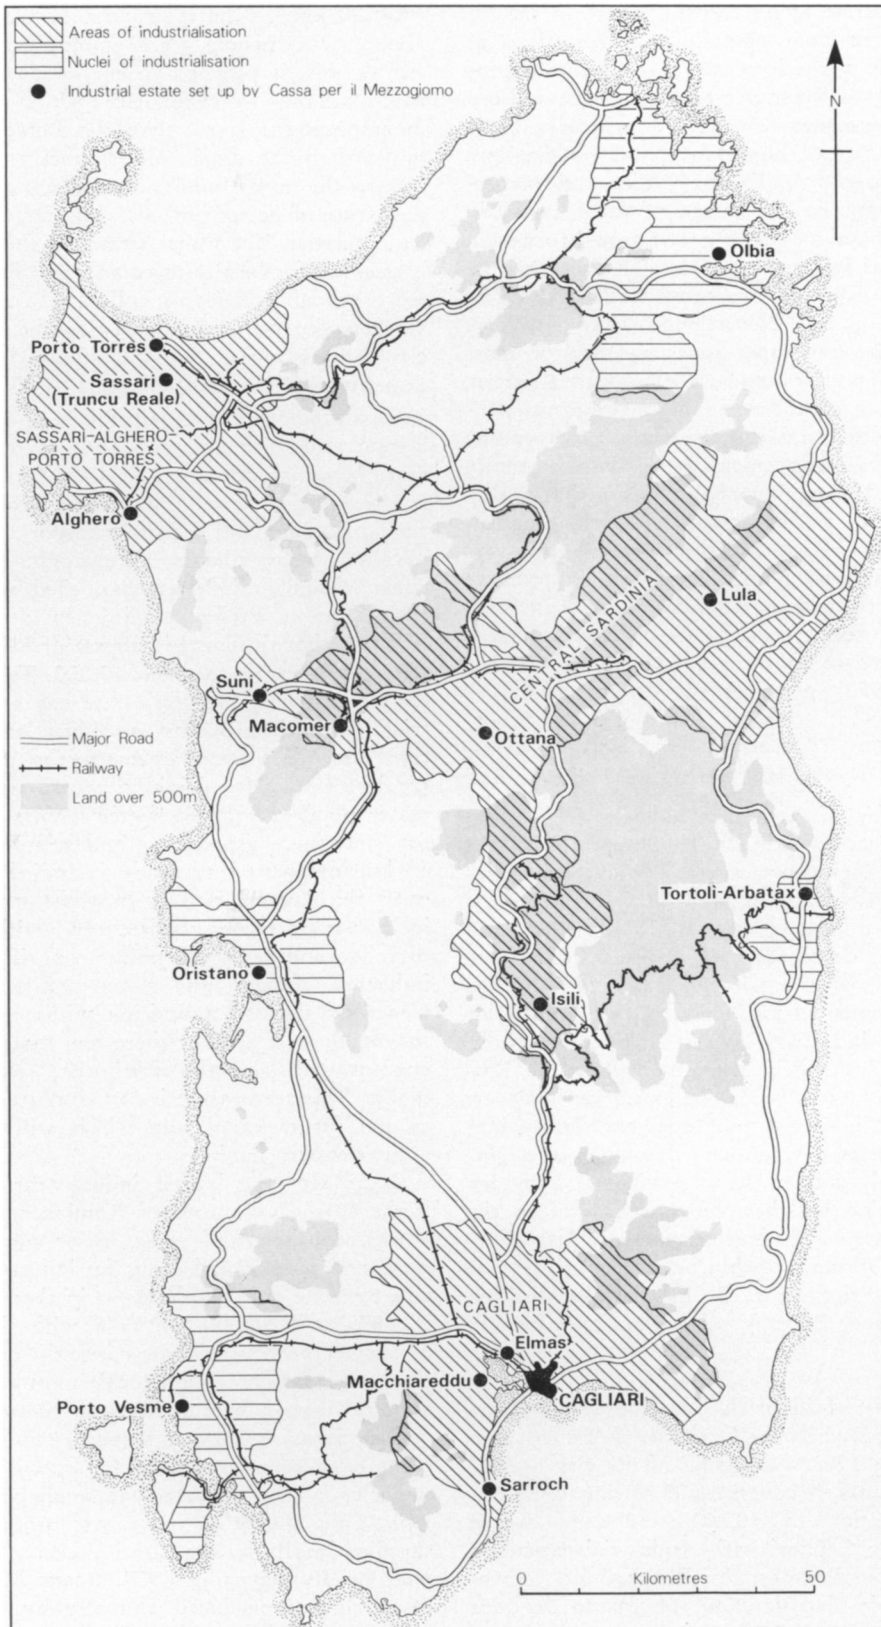 Areas of industrialisation
Nuclei of industrialisation
Industrial estate set up by Cassa per il Mezzogiomo
N
Olbia
Porto Torres
Sassari
(Truncu Reale)
SASSARI-ALGHERO-
PORTO TORRES
Alghero
Lula
CENTRAL SARDINIA
Suni
Macomer
Ottana
Major Road
Railway
Land over 500m
Tortoli-Arbatax
Oristano
Isili
CAGLIARI
Elmas
Macchiareddu
CAGLIARI
Porto Vesme
Sarroch
0 Kilometres 50